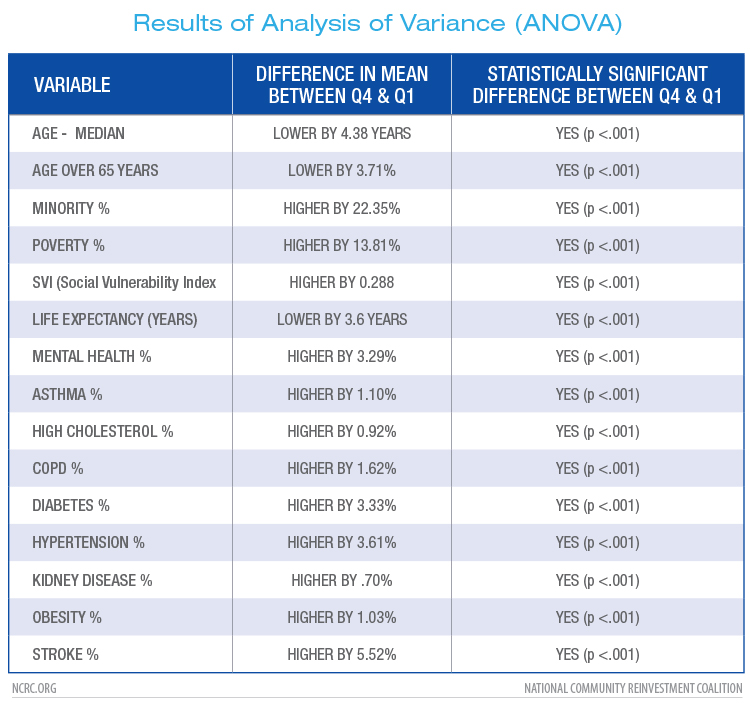 Results of Analysis of Variance (ANOVA)
VARIABLE
DIFFERENCE IN MEAN
BETWEEN Q4 & Q1
STATISTICALLY SIGNIFICANT
DIFFERENCE BETWEEN Q4 & Q1
AGE - MEDIAN LOWER BY 4.38 YEARS YES (p <.001)
AGE OVER 65 YEARS LOWER BY 3.71% YES (p <.001)
MINORITY % HIGHER BY 22.35% YES (p <.001)
POVERTY % HIGHER BY 13.81% YES (p <.001)
SVI (Social Vulnerability Index HIGHER BY 0.288 YES (p <.001)
LIFE EXPECTANCY (YEARS) LOWER BY 3.6 YEARS YES (p <.001)
MENTAL HEALTH % HIGHER BY 3.29% YES (p <.001)
ASTHMA % HIGHER BY 1.10% YES (p <.001)
HIGH CHOLESTEROL % HIGHER BY 0.92% YES (p <.001)
COPD % HIGHER BY 1.62% YES (p <.001)
DIABETES % HIGHER BY 3.33% YES (p <.001)
HYPERTENSION % HIGHER BY 3.61% YES (p <.001)
KIDNEY DISEASE % HIGHER BY .70% YES (p <.001)
OBESITY % HIGHER BY 1.03% YES (p <.001)
STROKE % HIGHER BY 5.52% YES (p <.001)
NCRC.ORG NATIONAL COMMUNITY REINVESTMENT COALITION